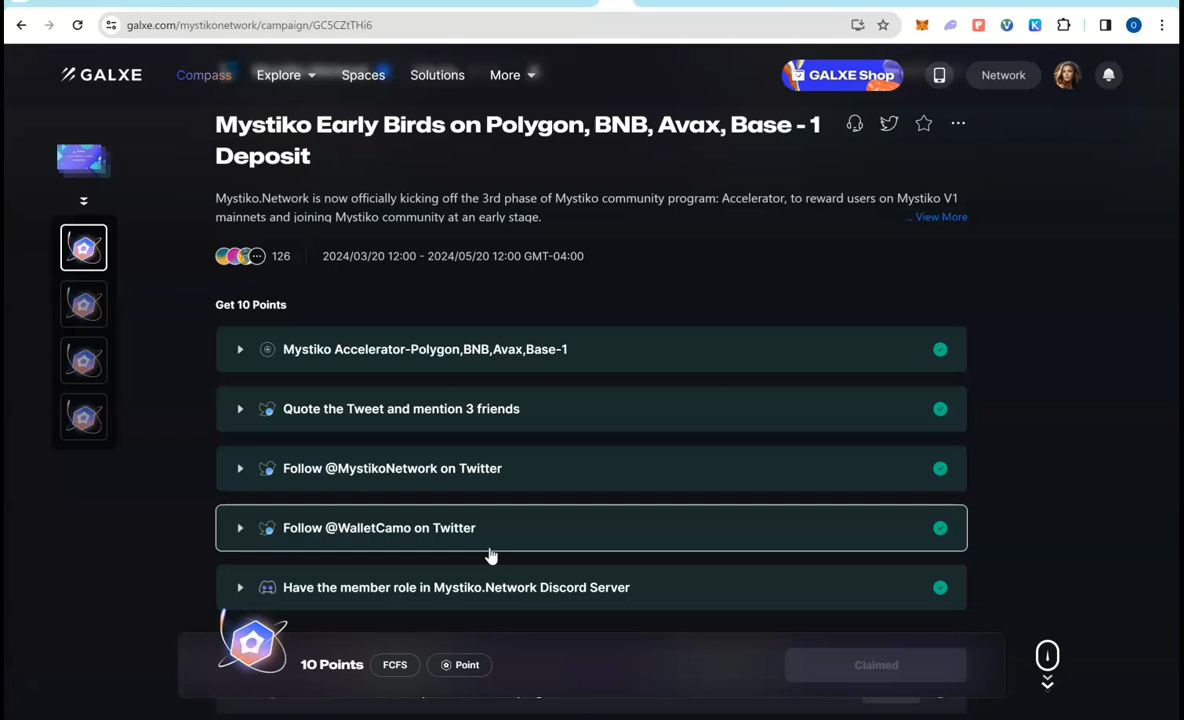 galxe.com/mystikonetwork/campaign/GC5CZtTHi6
GALXE
Compass
Explore
Spaces
Solutions
More
GALXE Shop
Network
Mystiko Early Birds on Polygon, BNB, Avax, Base - 1
Deposit
Mystiko.Network is now officially kicking off the 3rd phase of Mystiko community program: Accelerator, to reward users on Mystiko V1
mainnets and joining Mystiko community at an early stage.
... View More
126
2024/03/20 12:00 - 2024/05/20 12:00 GMT-04:00
Get 10 Points
Mystiko Accelerator-Polygon,BNB,Avax,Base-1
Quote the Tweet and mention 3 friends
Follow @MystikoNetwork on Twitter
Follow @WalletCamo on Twitter
Have the member role in Mystiko.Network Discord Server
10 Points
FCFS
Point
Claimed